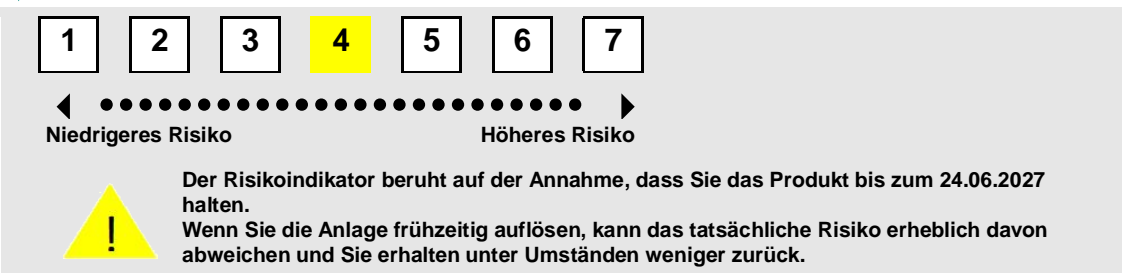 1 2 3 4 5 6 7
Niedrigeres Risiko Höheres Risiko
Der Risikoindikator beruht auf der Annahme, dass Sie das Produkt bis zum 24.06.2027
halten.
! Wenn Sie die Anlage frühzeitig auflösen, kann das tatsächliche Risiko erheblich davon
abweichen und Sie erhalten unter Umständen weniger zurück.